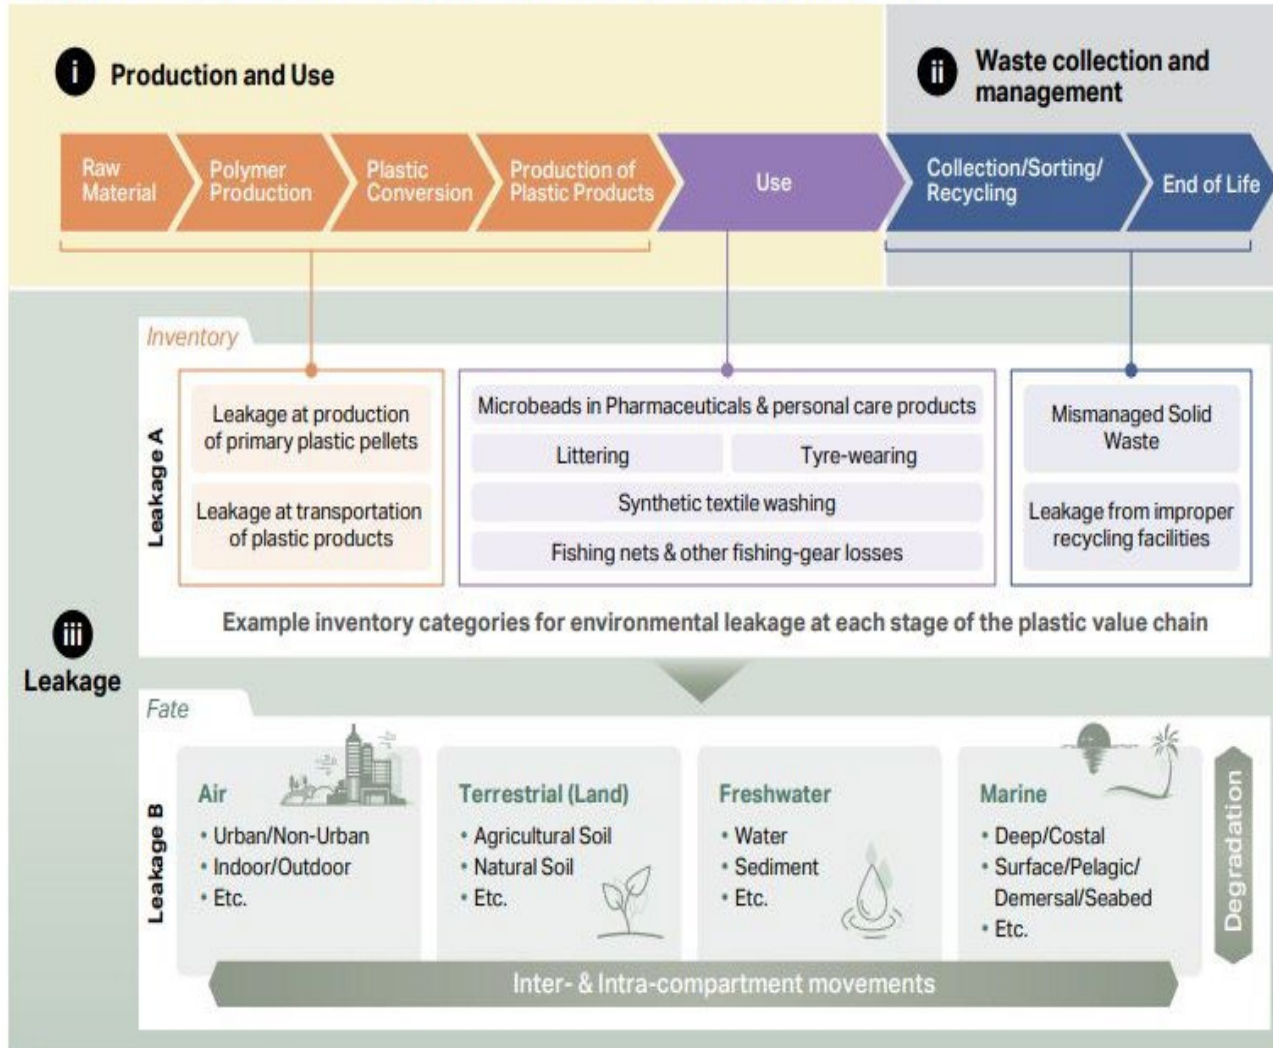 i Production and Use
ii Waste collection and
management
Raw
Material
Polymer
Production
Plastic
Conversion
Production of
Plastic Products
Use
Collection/Sorting/
Recycling
End of Life
Inventory
Leakage A
Leakage at production
of primary plastic pellets
Leakage at transportation
of plastic products
Microbeads in Pharmaceuticals & personal care products
Littering
Tyre-wearing
Synthetic textile washing
Fishing nets & other fishing-gear losses
Mismanaged Solid
Waste
Leakage from improper
recycling facilities
Example inventory categories for environmental leakage at each stage of the plastic value chain
iii
Leakage
Fate
Leakage B
Air
• Urban/Non-Urban
• Indoor/Outdoor
• Etc.
Terrestrial (Land)
• Agricultural Soil
• Natural Soil
• Etc.
Freshwater
• Water
• Sediment
• Etc.
Marine
• Deep/Costal
• Surface/Pelagic/
Demersal/Seabed
• Etc.
Degradation
Inter- & Intra-compartment movements